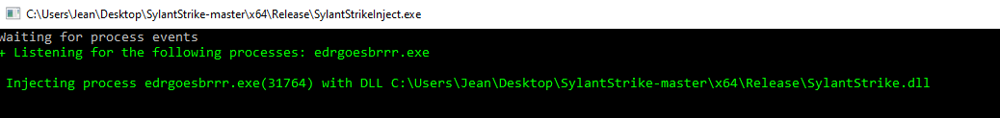 C:\Users\Jean\Desktop\SylantStrike-master\x64\Release\SylantStrikeInject.exe
Waiting for process events
+ Listening for the following processes: edrgoesbrrr.exe
Injecting process edrgoesbrrr.exe(31764) with DLL C:\Users\Jean\Desktop\SylantStrike-master\x64\Release\SylantStrike.dll